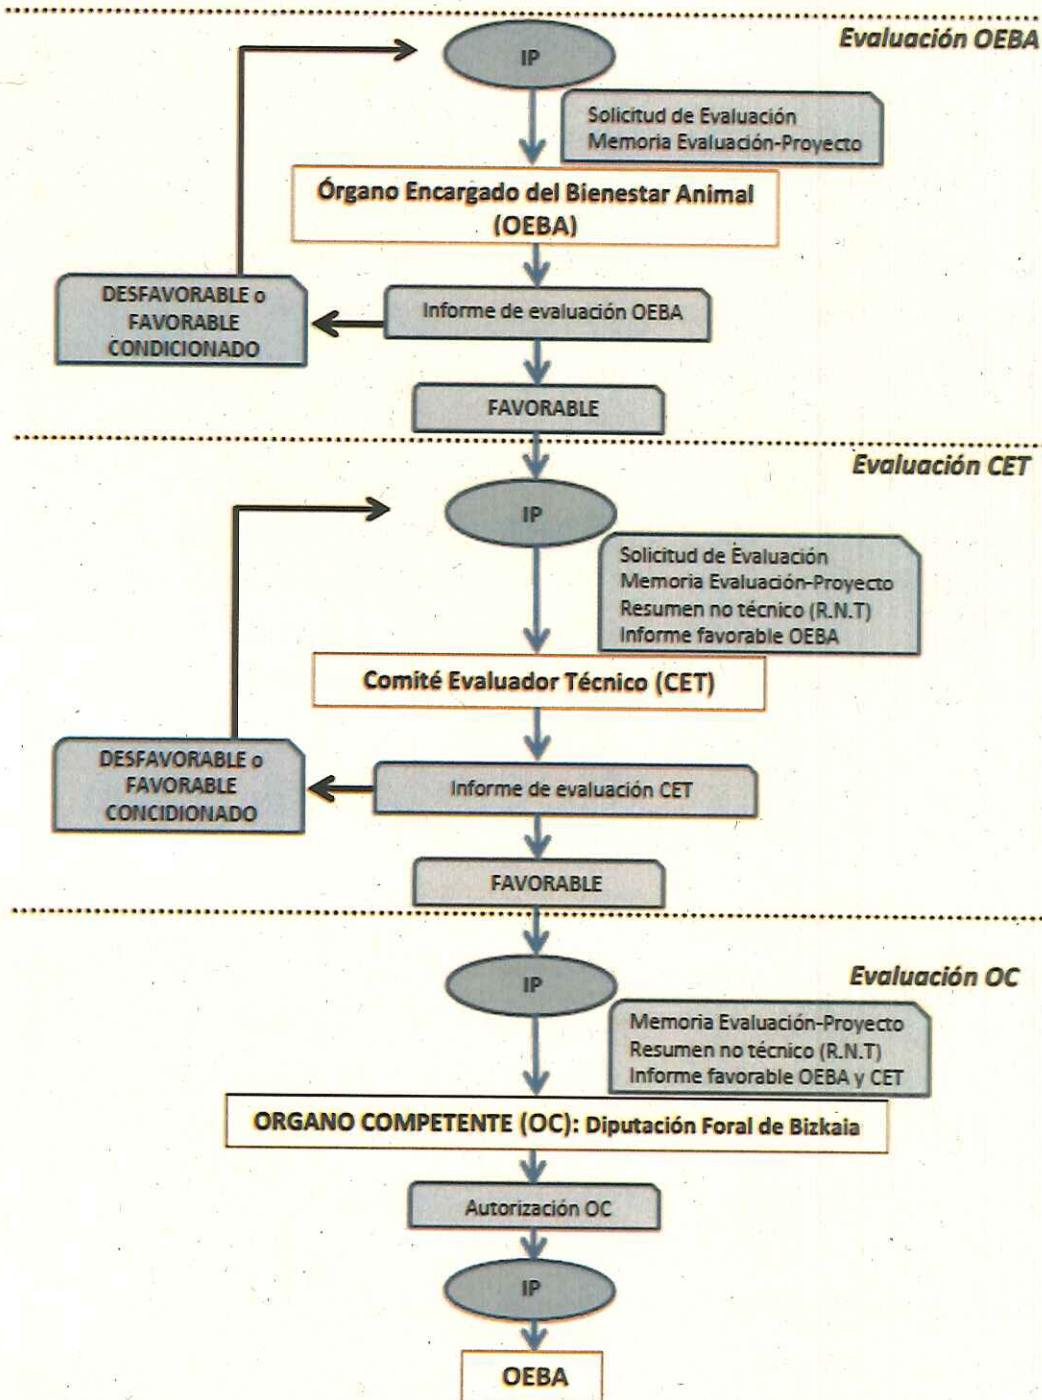 Evaluación OEBA
IP
Solicitud de Evaluación
Memoria Evaluación-Proyecto
Órgano Encargado del Bienestar Animal
(OEBA)
DESFAVORABLE o
FAVORABLE
CONDICIONADO
Informe de evaluación OEBA
FAVORABLE
Evaluación CET
IP
Solicitud de Evaluación
Memoria Evaluación-Proyecto
Resumen no técnico (R.N.T)
Informe favorable OEBA
Comité Evaluador Técnico (CET)
DESFAVORABLE o
FAVORABLE
CONCIDIONADO
Informe de evaluación CET
FAVORABLE
Evaluación OC
IP
Memoria Evaluación-Proyecto
Resumen no técnico (R.N.T)
Informe favorable OEBA y CET
ORGANO COMPETENTE (OC): Diputación Foral de Bizkaia
Autorización OC
IP
OEBA